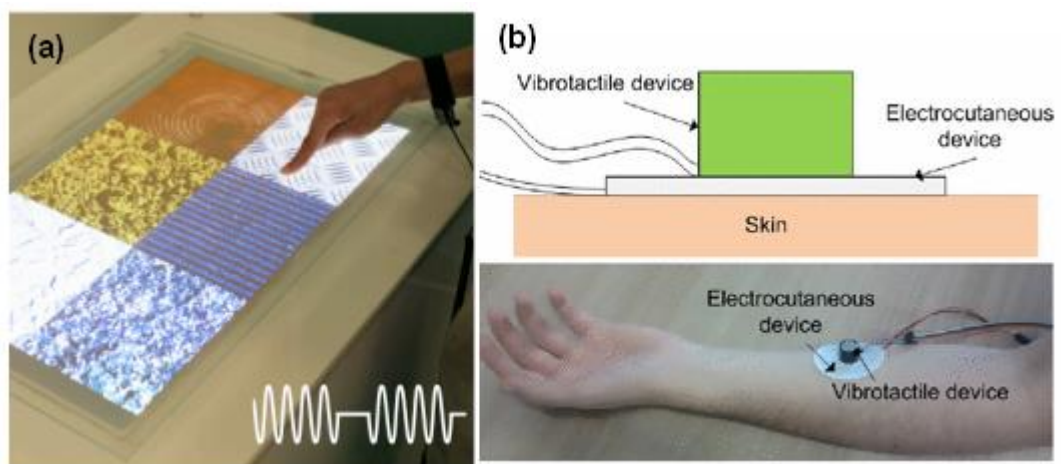 (a)
(b)
Vibrotactile device
Electrocutaneous
device
Skin
Electrocutaneous
device
Vibrotactile device